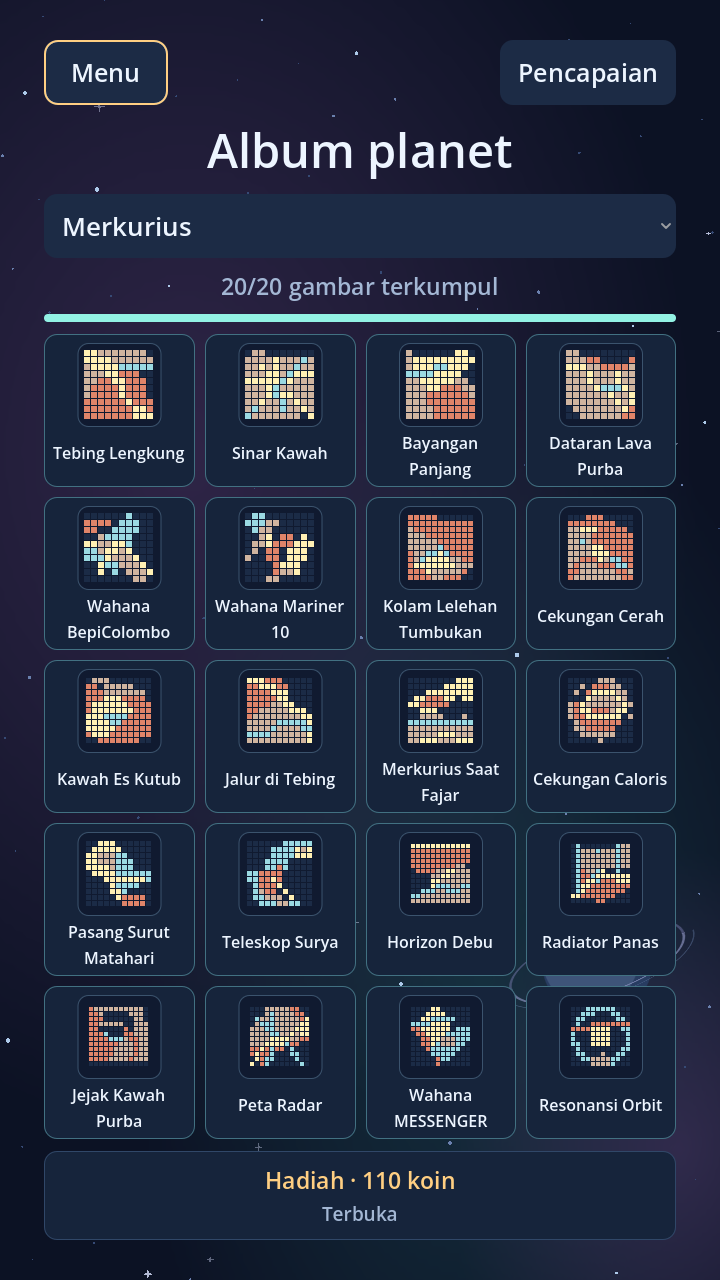 Menu
Pencapaian
Album planet
Merkurius
20/20 gambar terkumpul
Tebing Lengkung
Sinar Kawah
Bayangan
Panjang
Dataran Lava
Purba
Wahana
BepiColombo
Wahana Mariner
10
Kolam Lelehan
Tumbukan
Cekungan Cerah
Kawah Es Kutub
Jalur di Tebing
Merkurius Saat
Fajar
Cekungan Caloris
Pasang Surut
Matahari
Teleskop Surya
Horizon Debu
Radiator Panas
Jejak Kawah
Purba
Peta Radar
Wahana
MESSENGER
Resonansi Orbit
Hadiah · 110 koin
Terbuka